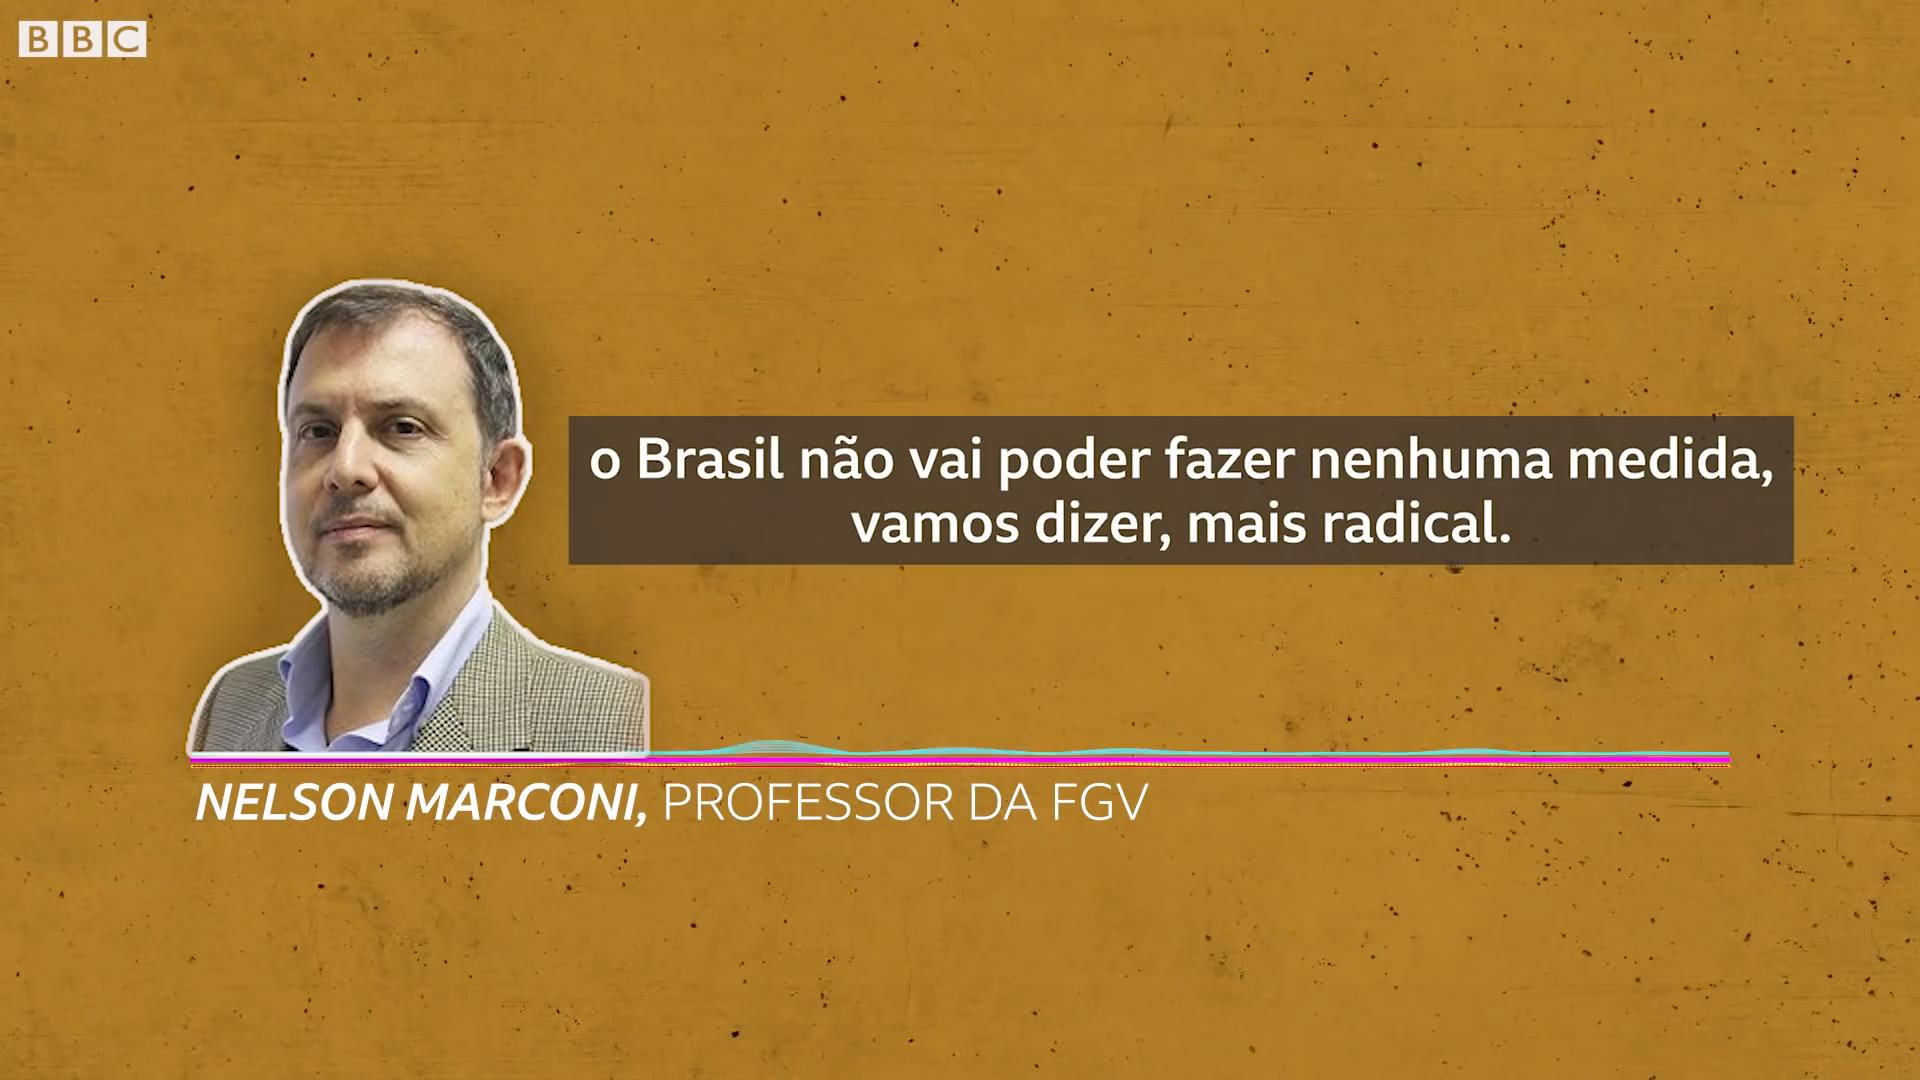 BBC
o Brasil não vai poder fazer nenhuma medida,
vamos dizer, mais radical.
NELSON MARCONI, PROFESSOR DA FGV